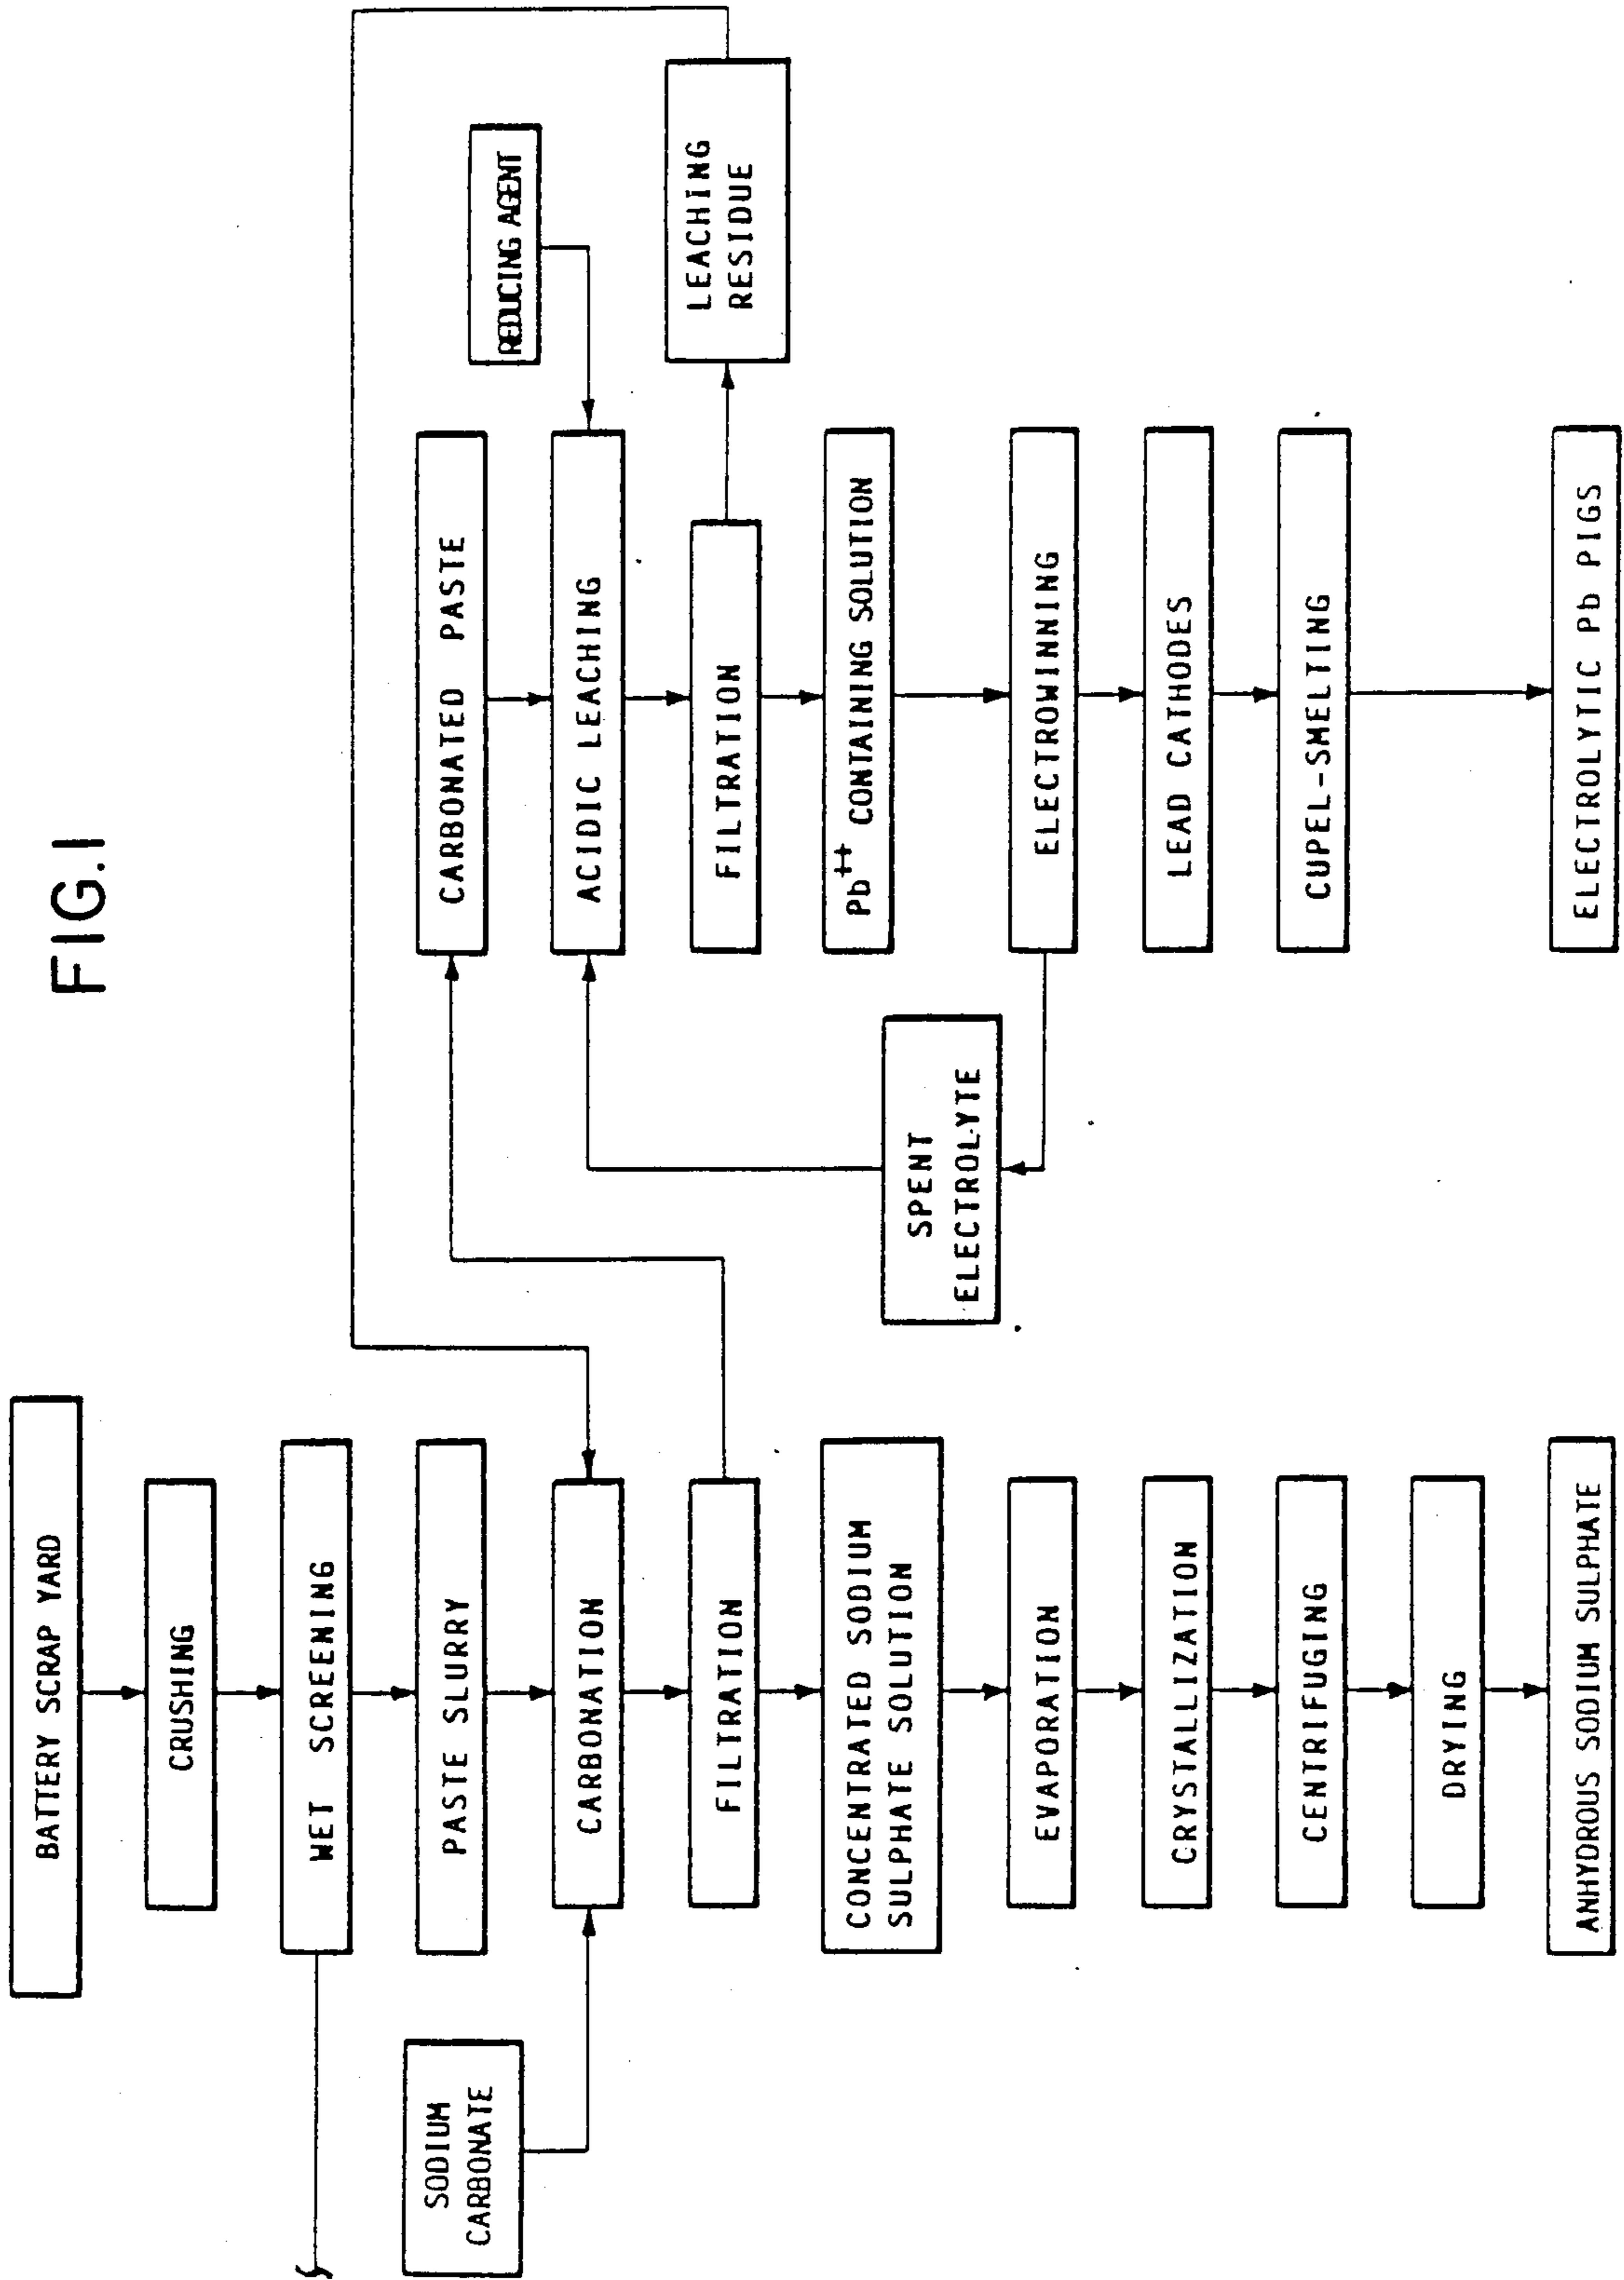 FIG.1
BATTERY SCRAP YARD
CRUSHING
WET SCREENING
PASTE SLURRY
SODIUM
CARBONATE
CARBONATION
FILTRATION
CONCENTRATED SODIUM
SULPHATE SOLUTION
EVAPORATION
CRYSTALLIZATION
CENTRIFUGING
DRYING
ANHYDROUS SODIUM SULPHATE
CARBONATED PASTE
REDUCING AGENT
ACIDIC LEACHING
FILTRATION
LEACHING
RESIDUE
Pb++ CONTAINING SOLUTION
SPENT
ELECTROLYTE
ELECTROWINNING
LEAD CATHODES
CUPEL-SMELTING
ELECTROLYTIC Pb PIGS